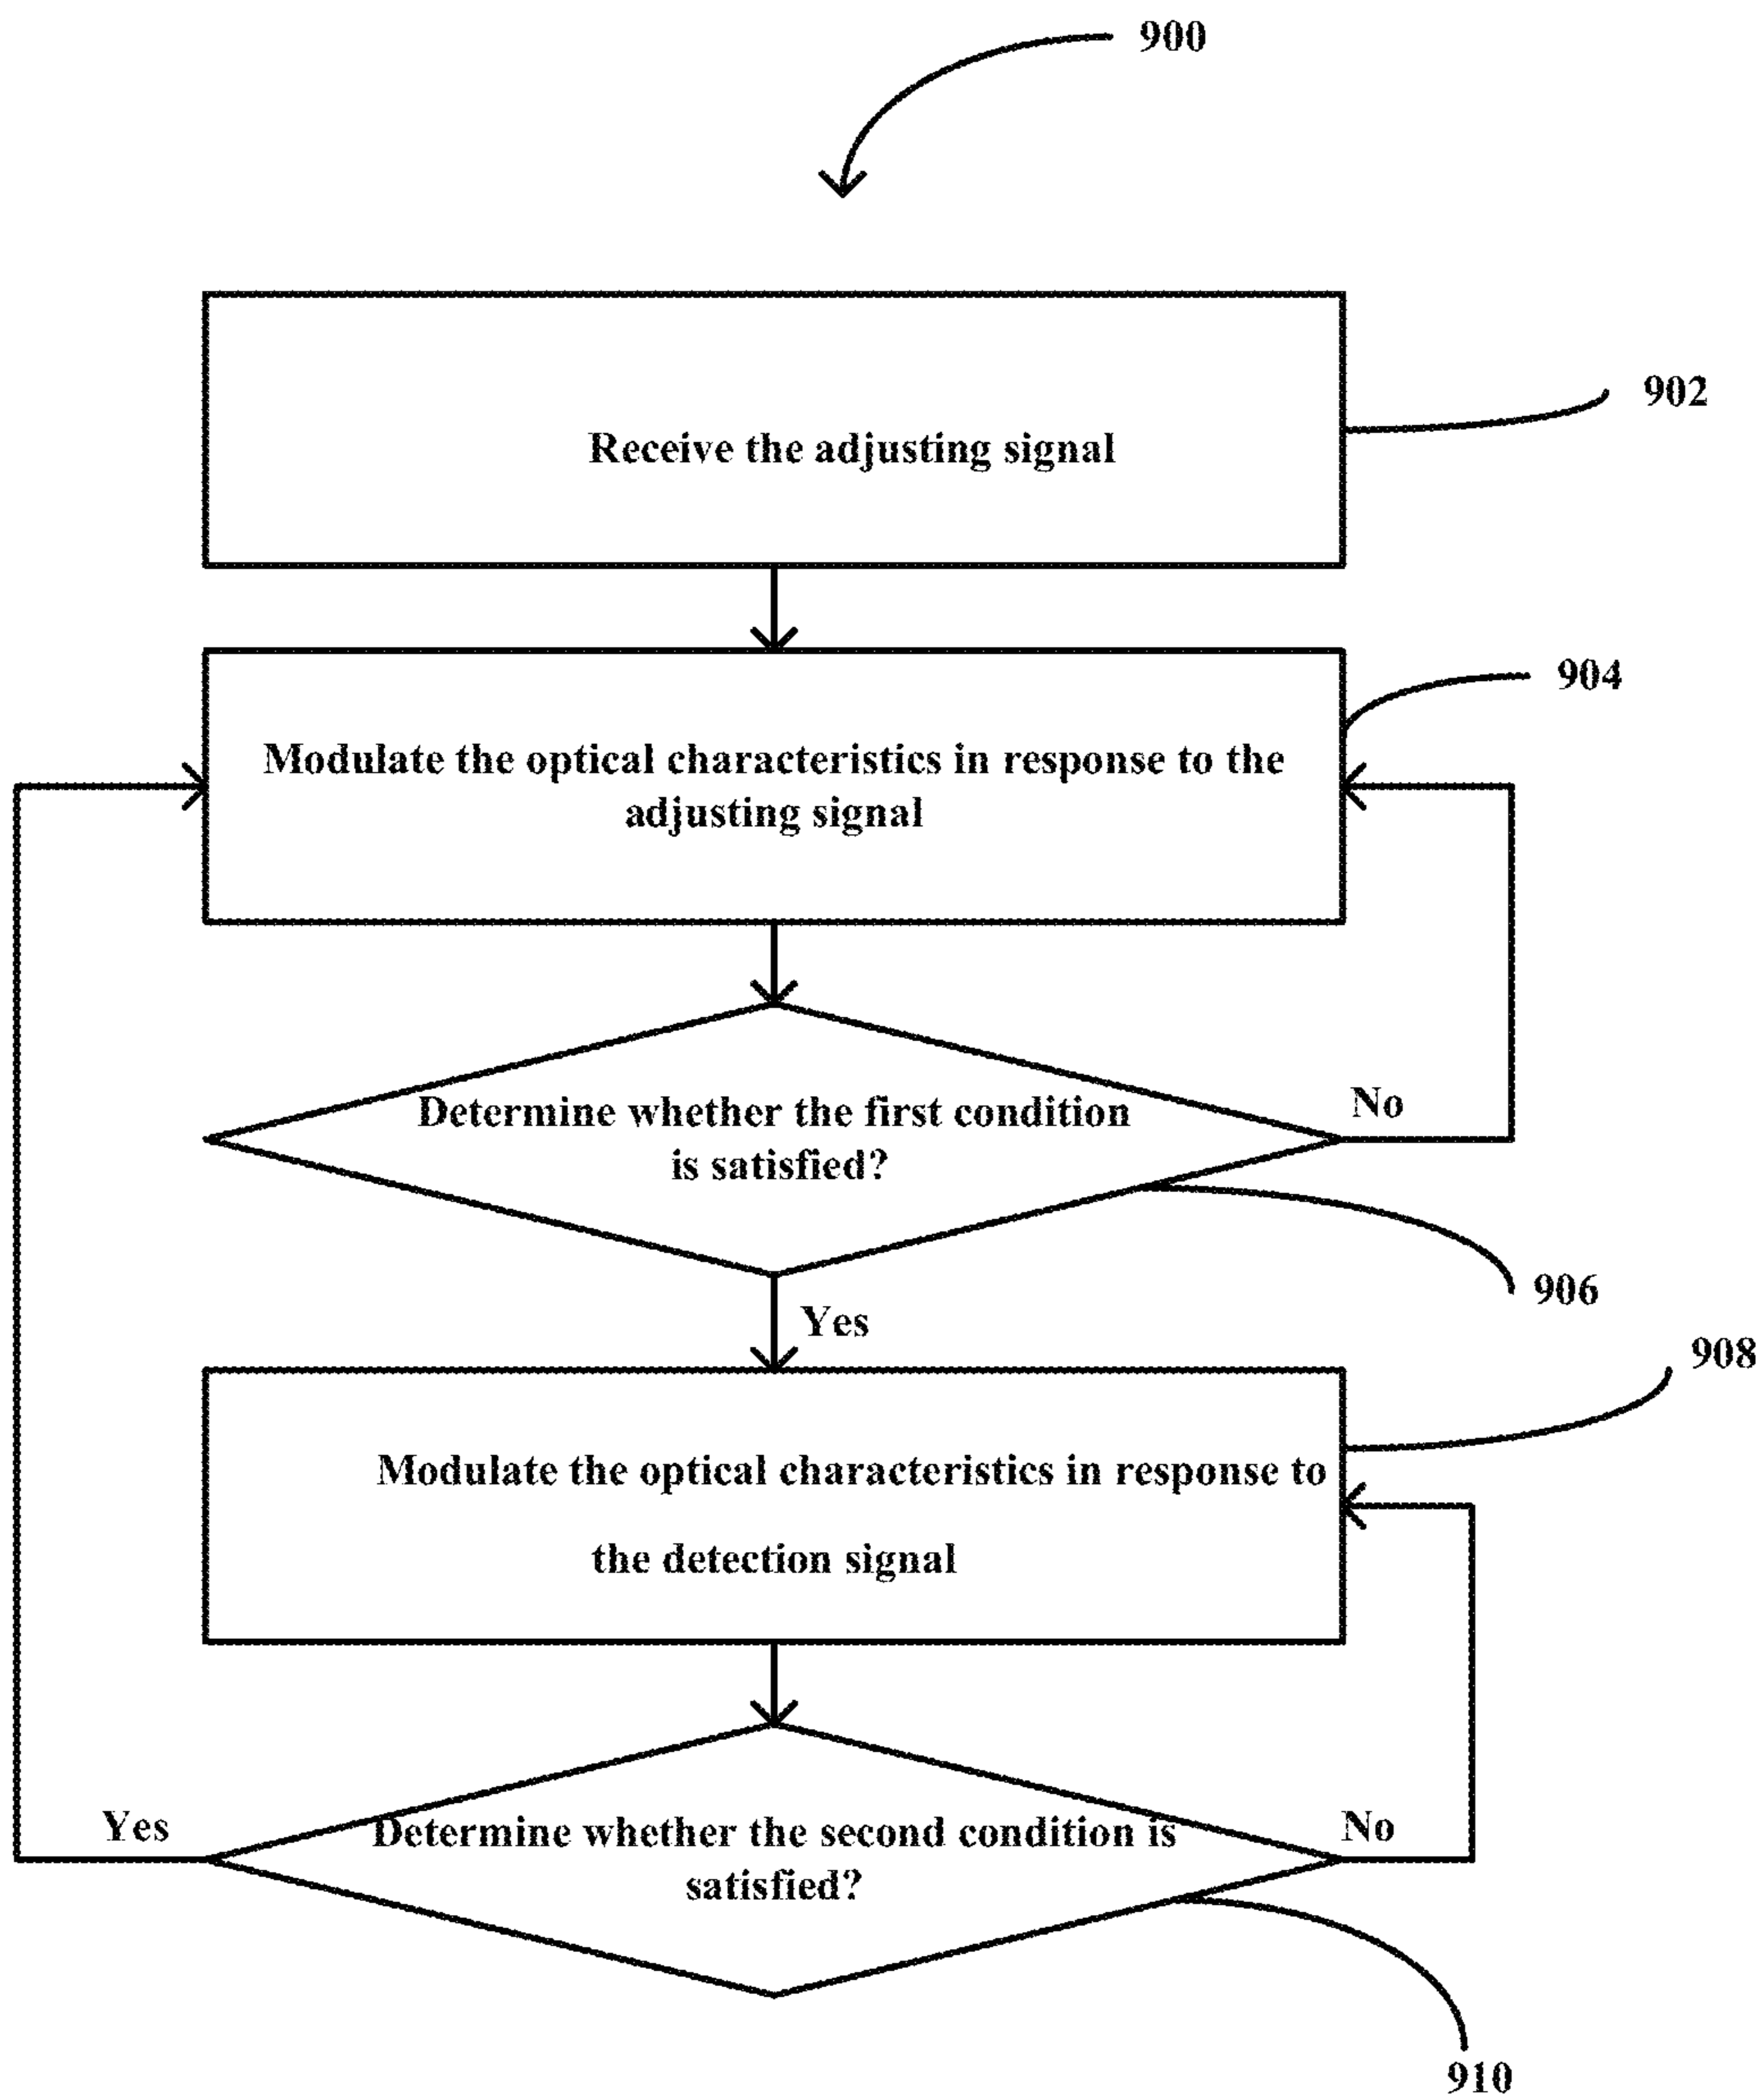 900
Receive the adjusting signal
902
904
Modulate the optical characteristics in response to the
adjusting signal
Determine whether the first condition
is satisfied?
No
906
Yes
908
Modulate the optical characteristics in response to
the detection signal
Yes
Determine whether the second condition is
satisfied?
No
910